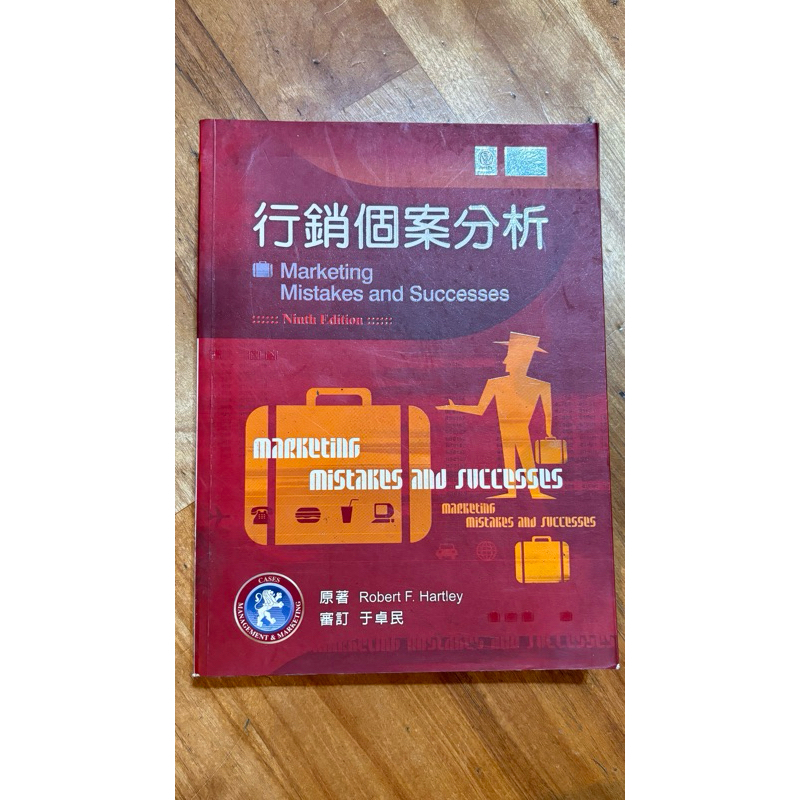 行銷個案分析
Marketing
Mistakes and Successes
Ninth Edition
marketing
mistakes and successes
marketing
mistakes and successes
CASES
MANAGEMENT & MARKETING
原著 Robert F. Hartley
審訂 于卓民